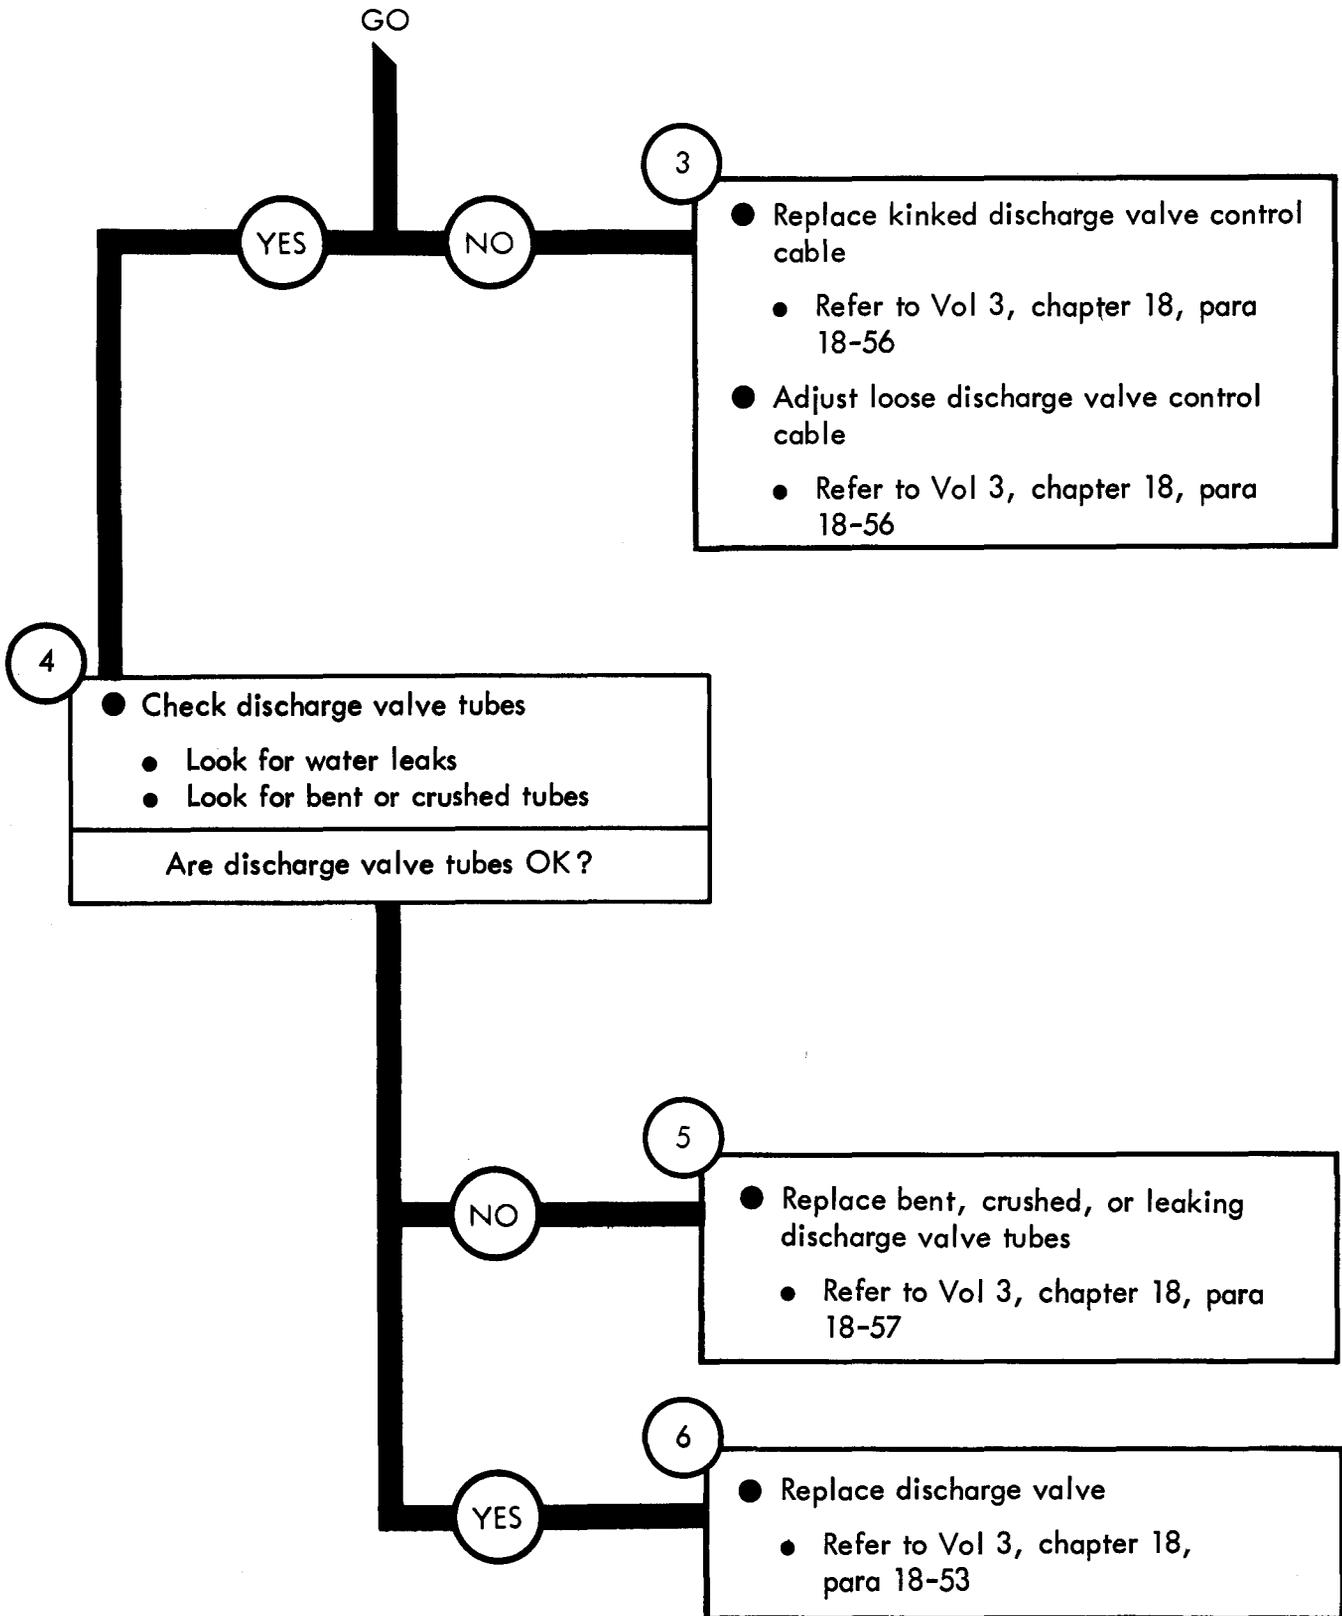 GO
YES
NO
3
● Replace kinked discharge valve control
cable
● Refer to Vol 3, chapter 18, para
18-56
● Adjust loose discharge valve control
cable
● Refer to Vol 3, chapter 18, para
18-56
4
● Check discharge valve tubes
● Look for water leaks
● Look for bent or crushed tubes
Are discharge valve tubes OK?
NO
5
● Replace bent, crushed, or leaking
discharge valve tubes
● Refer to Vol 3, chapter 18, para
18-57
YES
6
● Replace discharge valve
● Refer to Vol 3, chapter 18,
para 18-53